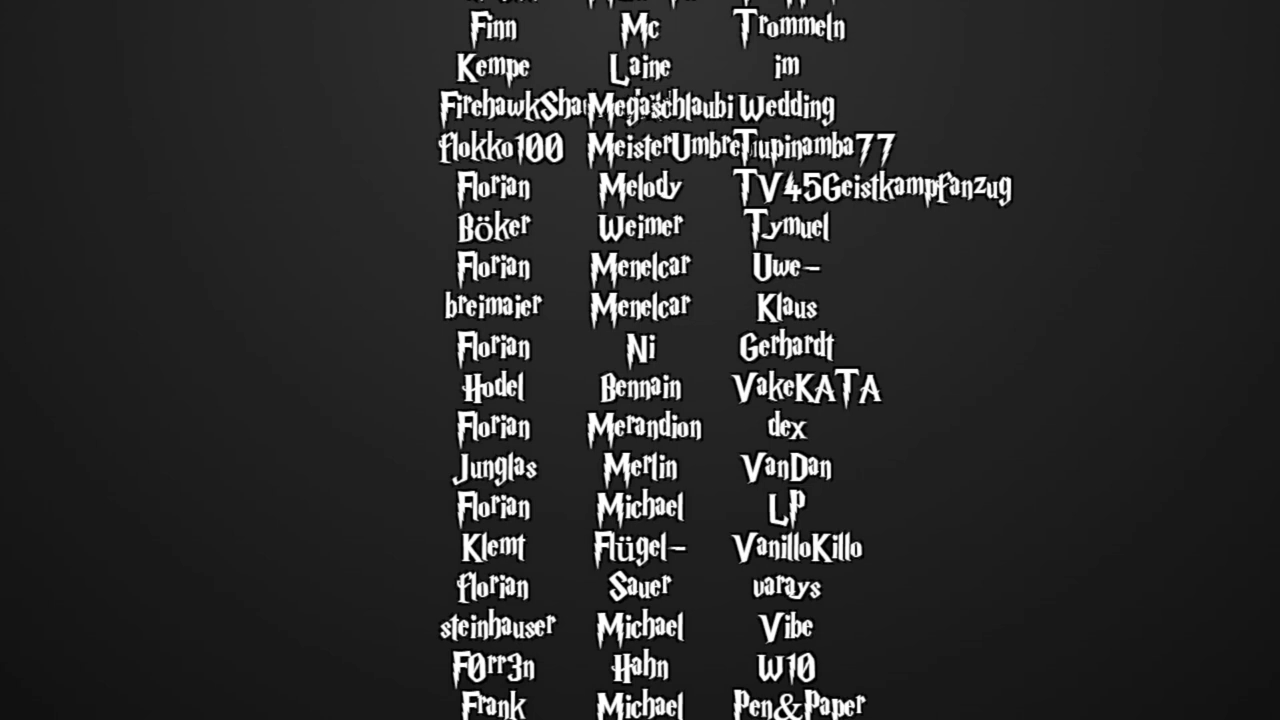 Finn Mc Trommeln
Kempe Laine im
Megaschlaubi Wedding
flokko100 Tupinamba77
Florian Melody TV45Geistkampfanzug
Böker Weimer Tymuel
Florian Menelcar Uwe-
breimaier Menelcar Klaus
Florian Ni Gerhardt
Hodel Bennain VakeKATA
Florian Merandion dex
Junglas Merlin VanDan
Florian Michael LP
Klemt Flügel- VanilloKillo
florian Sauer varays
steinhauser Michael Vibe
F0rr3n Hahn W10
Frank Michael Pen&Paper